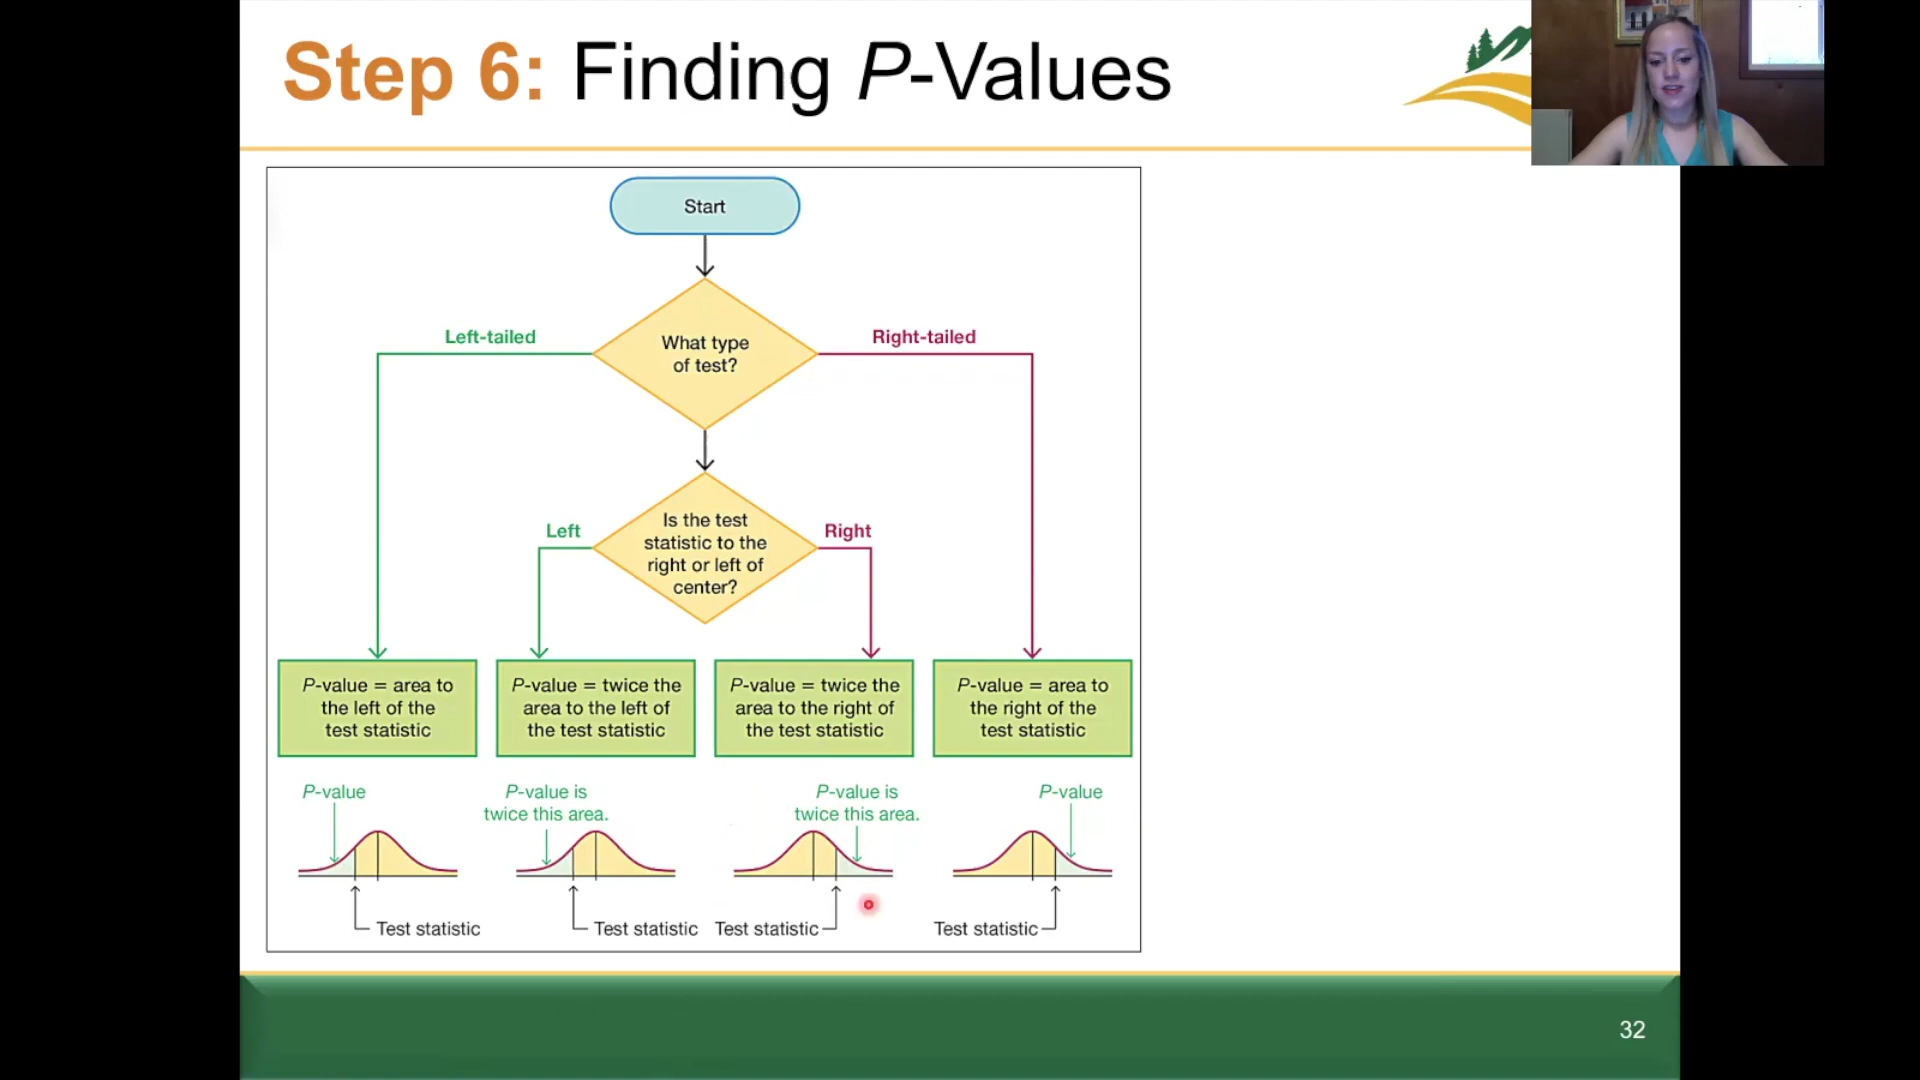 Step 6: Finding P-Values
Start
What type
of test?
Left-tailed
Right-tailed
Is the test
statistic to the
right or left of
center?
Left
Right
P-value = area to
the left of the
test statistic
P-value = twice the
area to the left of
the test statistic
P-value = twice the
area to the right of
the test statistic
P-value = area to
the right of the
test statistic
P-value
P-value is
twice this area.
P-value is
twice this area.
P-value
Test statistic
Test statistic
Test statistic
Test statistic
32